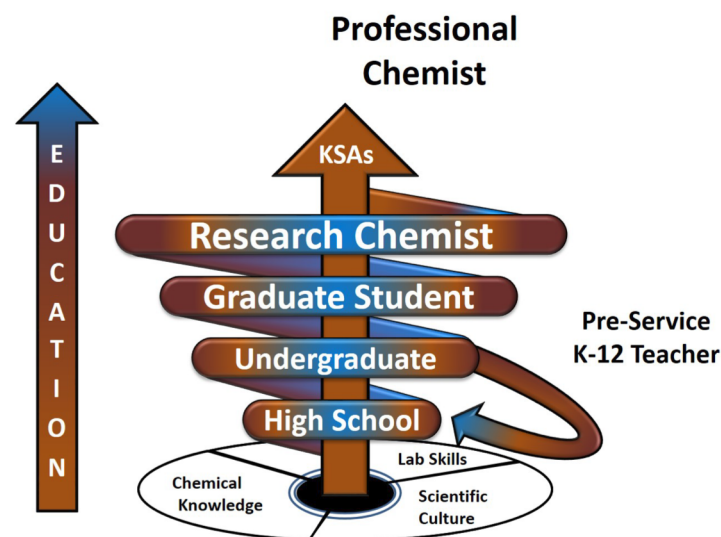 Professional
Chemist
EDUCATION
KSAs
Research Chemist
Graduate Student
Undergraduate
High School
Pre-Service
K-12 Teacher
Lab Skills
Chemical
Knowledge
Scientific
Culture